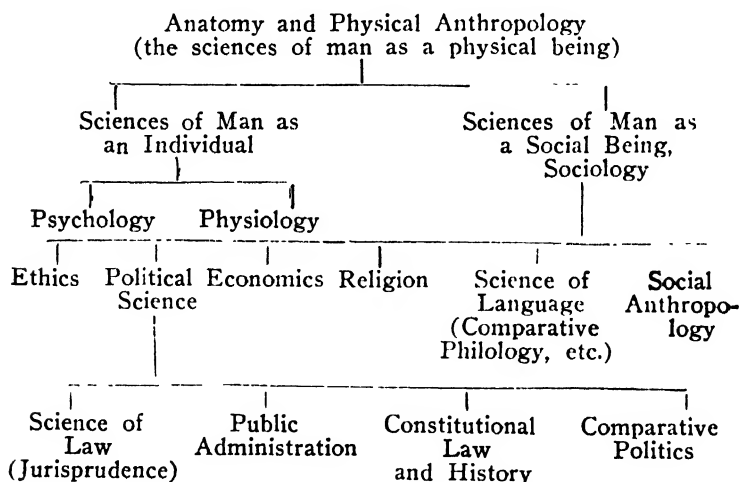 Anatomy and Physical Anthropology
(the sciences of man as a physical being)
Sciences of Man as
an Individual
Sciences of Man as
a Social Being,
Sociology
Psychology
Physiology
Ethics
Political
Science
Economics
Religion
Science of
Language
(Comparative
Philology, etc.)
Social
Anthropo-
logy
Science of
Law
(Jurisprudence)
Public
Administration
Constitutional
Law
and History
Comparative
Politics